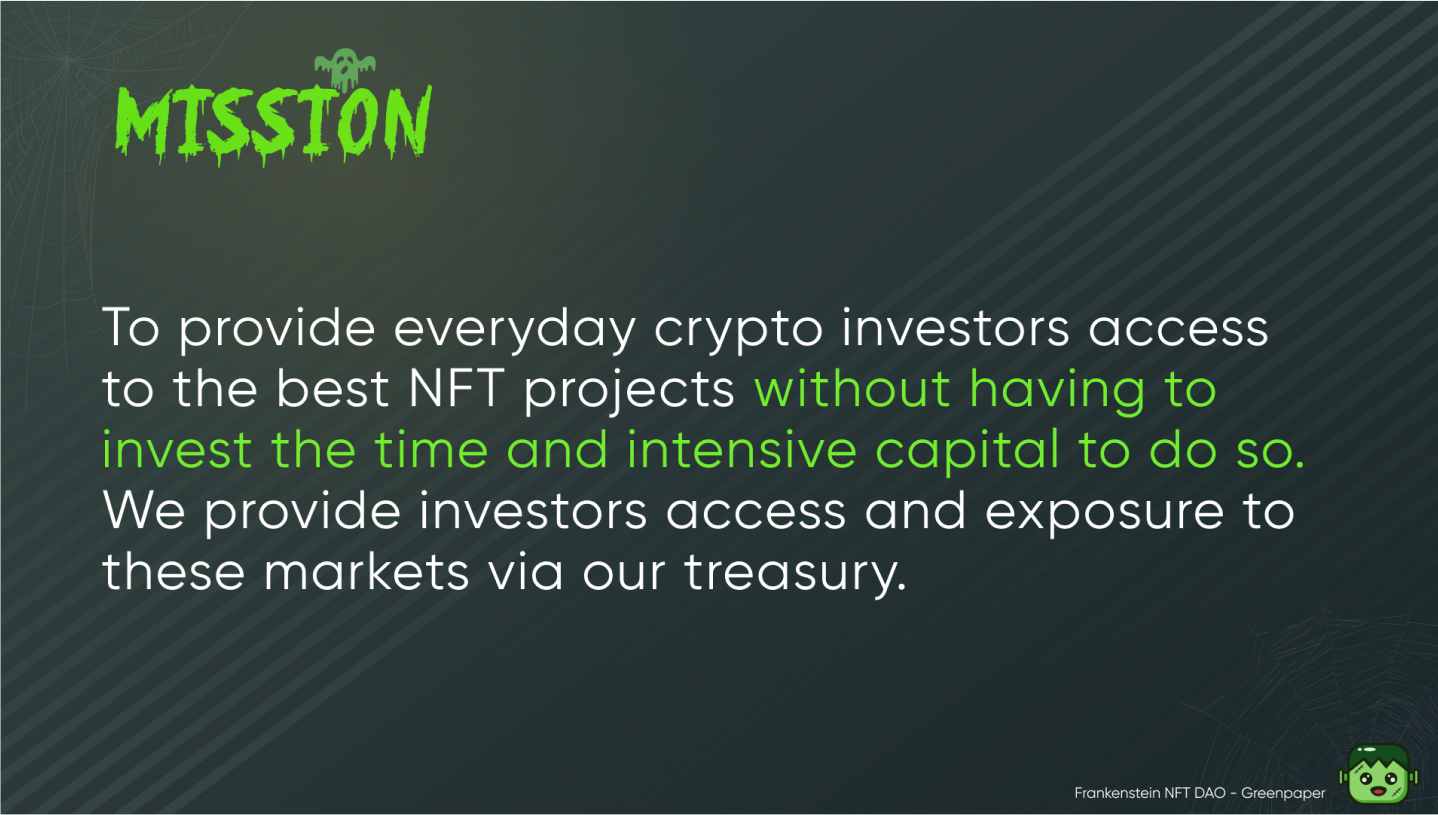 MISSION
To provide everyday crypto investors access
to the best NFT projects without having to
invest the time and intensive capital to do so.
We provide investors access and exposure to
these markets via our treasury.
Frankenstein NFT DAO - Greenpaper